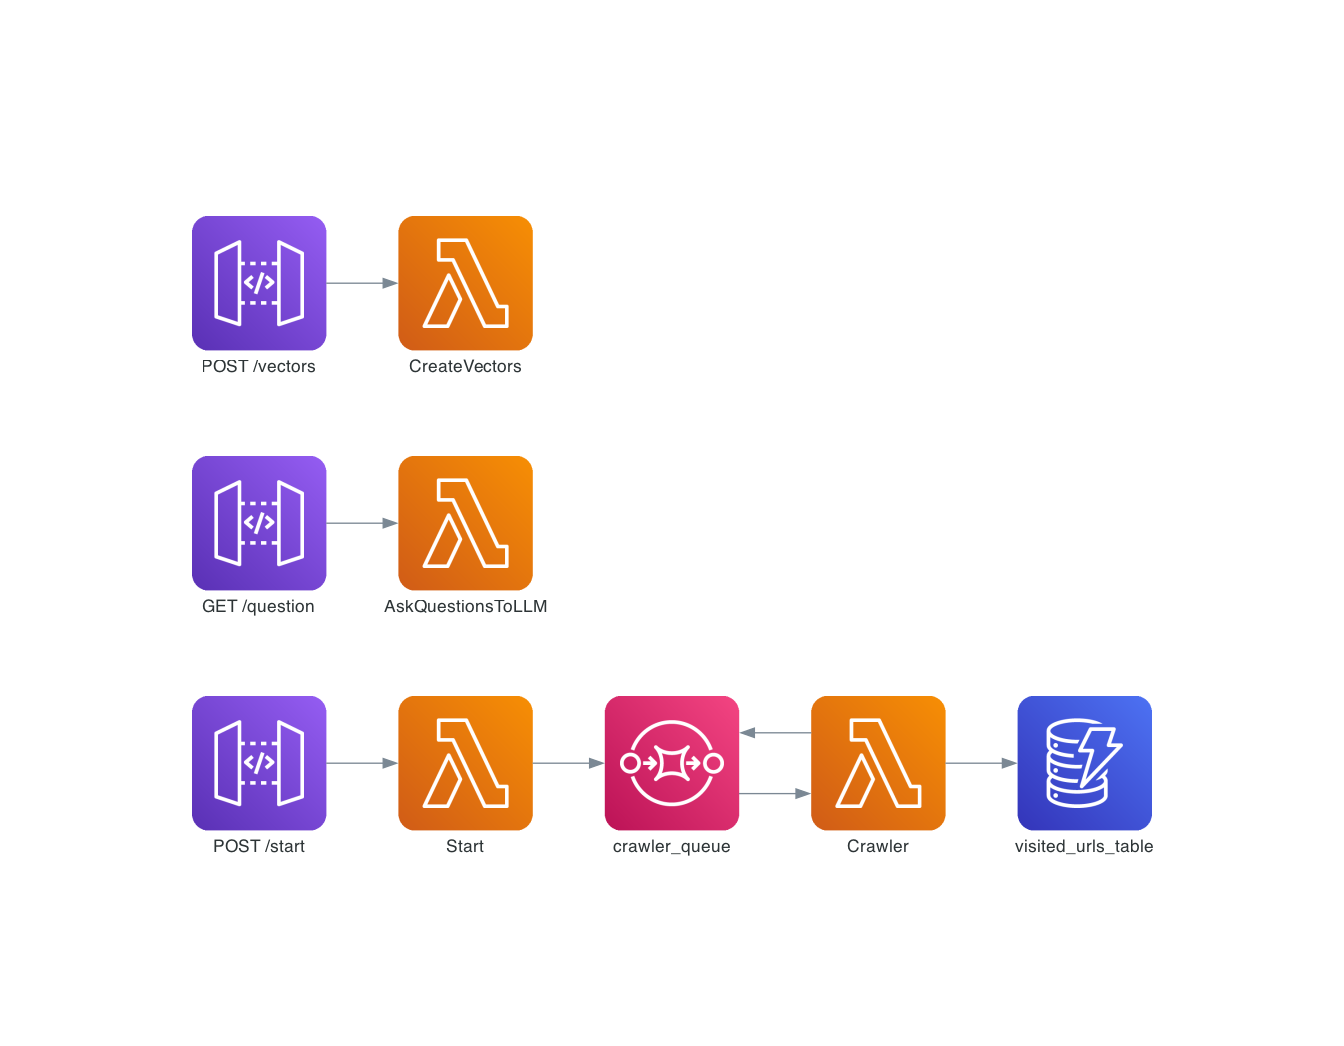 POST /vectors
CreateVectors
GET /question
AskQuestionsToLLM
POST /start
Start
crawler_queue
Crawler
visited_urls_table